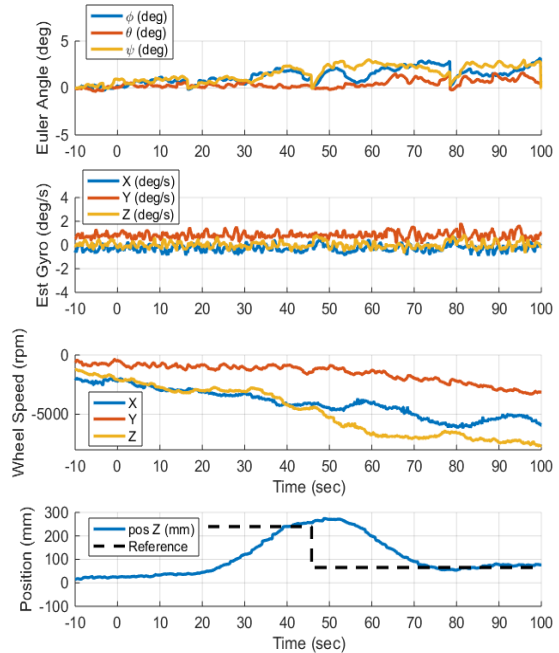 φ (deg)
θ (deg)
ψ (deg)
Euler Angle (deg)
5
0
-5
-10 0 10 20 30 40 50 60 70 80 90 100
X (deg/s)
Y (deg/s)
Z (deg/s)
Est Gyro (deg/s)
4
2
0
-2
-4
-10 0 10 20 30 40 50 60 70 80 90 100
Wheel Speed (rpm)
0
-5000
X
Y
Z
-10 0 10 20 30 40 50 60 70 80 90 100
Time (sec)
Position (mm)
300
200
100
0
-100
pos Z (mm)
Reference
-10 0 10 20 30 40 50 60 70 80 90 100
Time (sec)